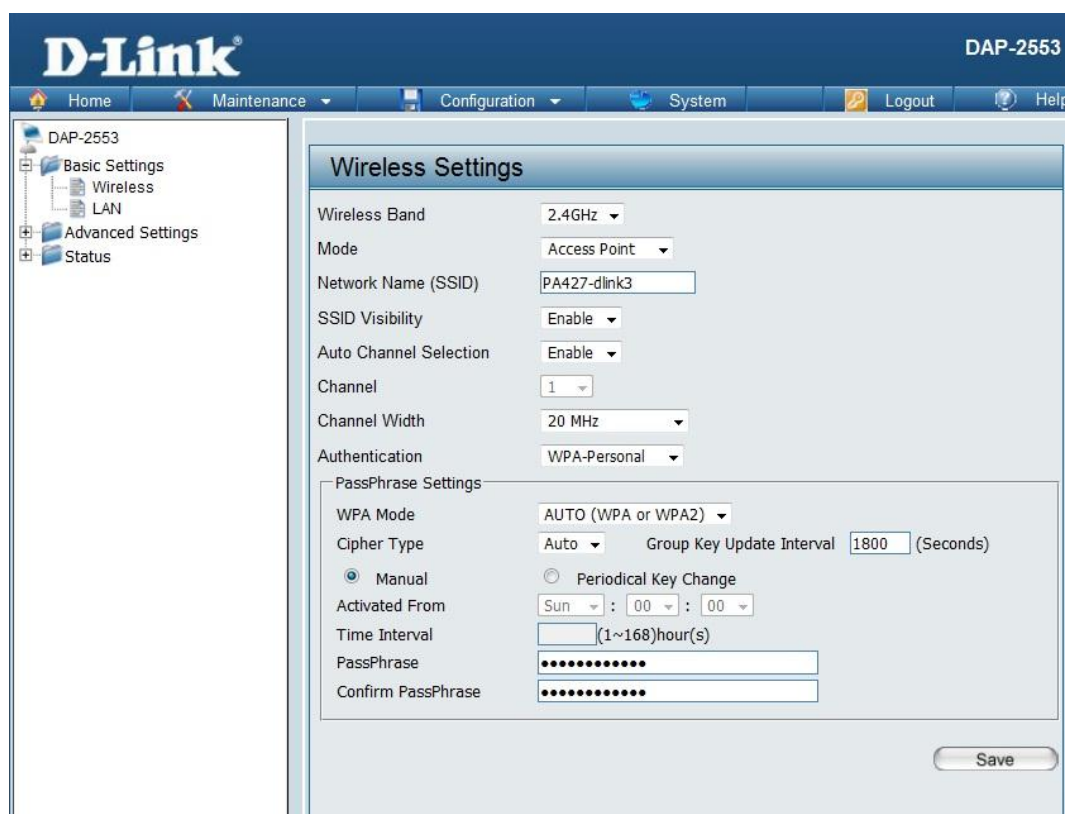 D-Link®
DAP-2553
Home Maintenance Configuration System Logout Help
DAP-2553
Basic Settings
Wireless
LAN
Advanced Settings
Status
Wireless Settings
Wireless Band 2.4GHz
Mode Access Point
Network Name (SSID) PA427-dlink3
SSID Visibility Enable
Auto Channel Selection Enable
Channel 1
Channel Width 20 MHz
Authentication WPA-Personal
PassPhrase Settings
WPA Mode AUTO (WPA or WPA2)
Cipher Type Auto Group Key Update Interval 1800 (Seconds)
Manual Periodical Key Change
Activated From Sun : 00 : 00
Time Interval (1~168)hour(s)
PassPhrase ••••••••••••
Confirm PassPhrase ••••••••••••
Save